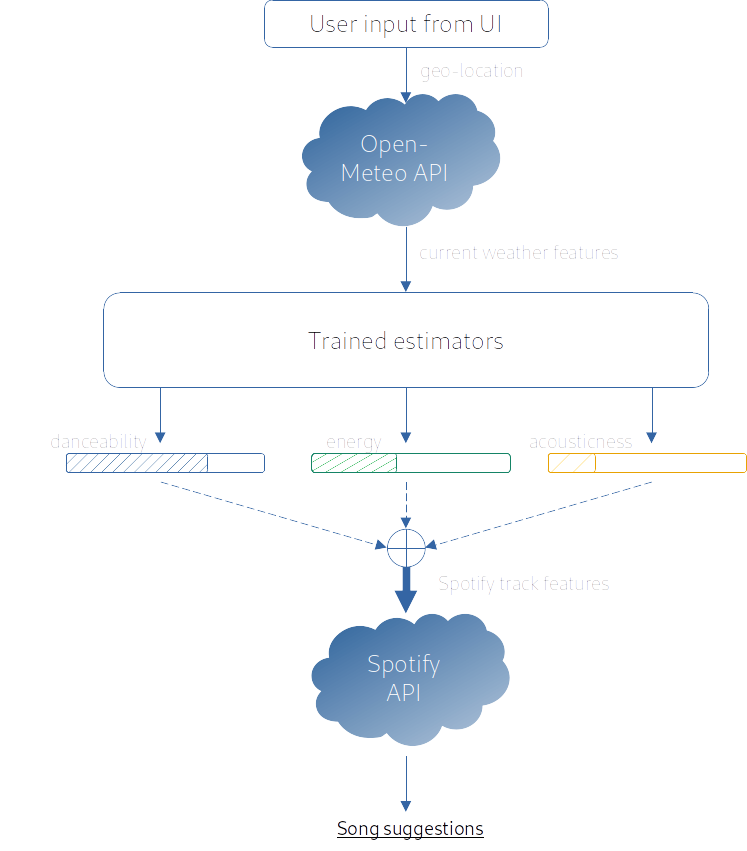 User input from UI
geo-location
Open-
Meteo API
current weather features
Trained estimators
danceability
energy
acousticness
Spotify track features
Spotify
API
Song suggestions